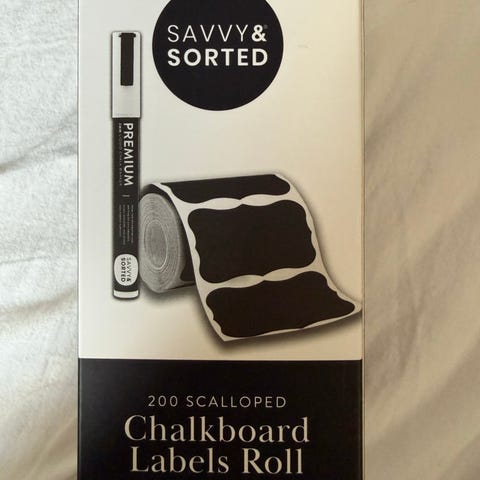 SAVVY&
SORTED
PREMIUM
SAVVY&
SORTED
200 SCALLOPED
Chalkboard
Labels Roll